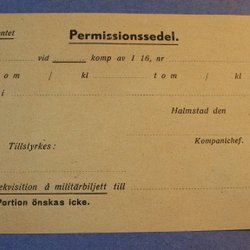 Permissionssedel.
vid komp av I 16, nr
o m / kl t o m / kl
i
Halmstad den
Kompanichef.
Tillstyrkes:
ekvisition å militärbiljett till
Portion önskas icke.